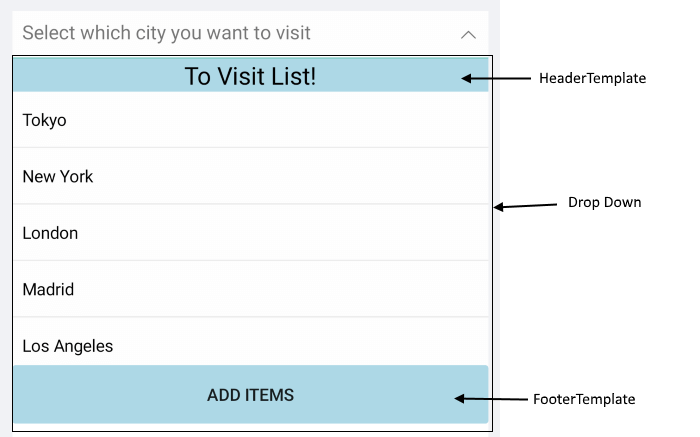 Select which city you want to visit
To Visit List!
HeaderTemplate
Tokyo
New York
Drop Down
London
Madrid
Los Angeles
ADD ITEMS
FooterTemplate